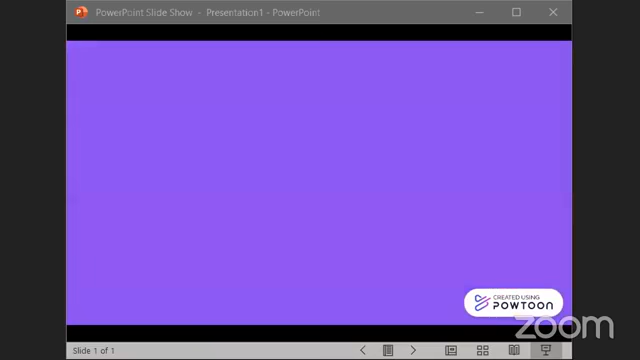 PowerPoint Slide Show - Presentation1 - PowerPoint
CREATED USING
POWTOON
zoom
Slide 1 of 1